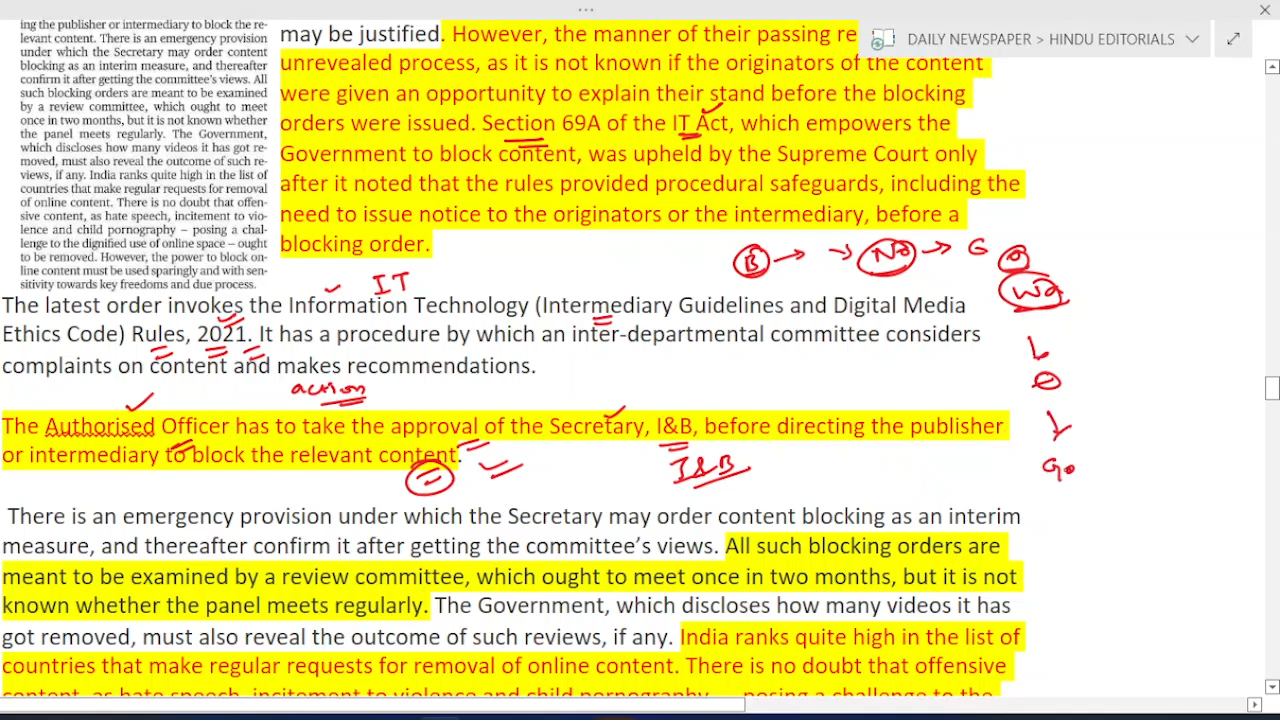 ing the publisher or intermediary to block the re-
levant content. There is an emergency provision
under which the Secretary may order content
blocking as an interim measure, and thereafter
confirm it after getting the committee's views. All
such blocking orders are meant to be examined
by a review committee, which ought to meet
once in two months, but it is not known whether
the panel meets regularly. The Government,
which discloses how many videos it has got re-
moved, must also reveal the outcome of such re-
views, if any. India ranks quite high in the list of
countries that make regular requests for removal
of online content. There is no doubt that offen-
sive content, as hate speech, incitement to vio-
lence and child pornography – posing a chal-
lenge to the dignified use of online space – ought
to be removed. However, the power to block on-
line content must be used sparingly and with sen-
sitivity towards key freedoms and due process.
DAILY NEWSPAPER > HINDU EDITORIALS
may be justified. However, the manner of their passing re
unrevealed process, as it is not known if the originators of the content
were given an opportunity to explain their stand before the blocking
orders were issued. Section 69A of the IT Act, which empowers the
Government to block content, was upheld by the Supreme Court only
after it noted that the rules provided procedural safeguards, including the
need to issue notice to the originators or the intermediary, before a
blocking order.
B No G
IT
The latest order invokes the Information Technology (Intermediary Guidelines and Digital Media
Ethics Code) Rules, 2021. It has a procedure by which an inter-departmental committee considers
complaints on content and makes recommendations.
action
The Authorised Officer has to take the approval of the Secretary, I&B, before directing the publisher
or intermediary to block the relevant content.
I&B
Go
There is an emergency provision under which the Secretary may order content blocking as an interim
measure, and thereafter confirm it after getting the committee's views. All such blocking orders are
meant to be examined by a review committee, which ought to meet once in two months, but it is not
known whether the panel meets regularly. The Government, which discloses how many videos it has
got removed, must also reveal the outcome of such reviews, if any. India ranks quite high in the list of
countries that make regular requests for removal of online content. There is no doubt that offensive
content, as hate speech, incitement to violence and child pornography – posing a challenge to the